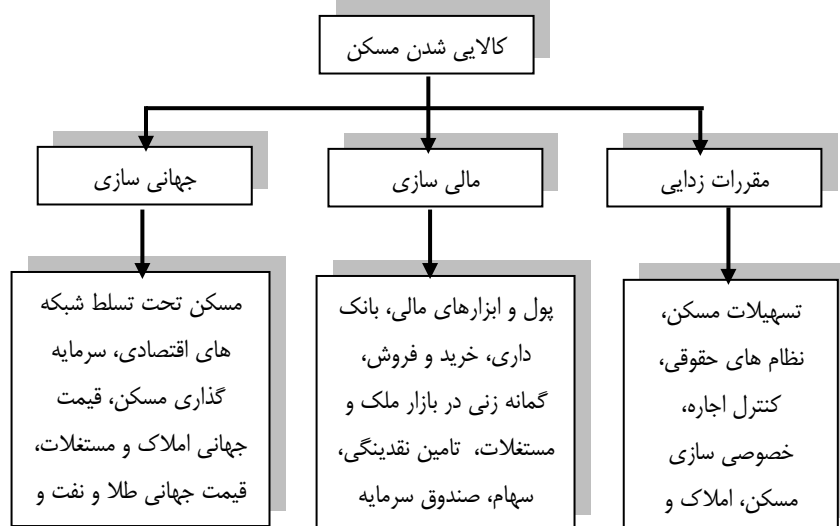 کالایی شدن مسکن
مقررات زدایی
مالی سازی
جهانی سازی
تسهیلات مسکن،
نظام های حقوقی،
کنترل اجاره،
خصوصی سازی
مسکن، املاک و
پول و ابزارهای مالی، بانک
داری، خرید و فروش،
گمانه زنی در بازار ملک و
مستغلات، تامین نقدینگی،
سهام، صندوق سرمایه
مسکن تحت تسلط شبکه
های اقتصادی، سرمایه
گذاری مسکن، قیمت
جهانی املاک و مستغلات،
قیمت جهانی طلا و نفت و